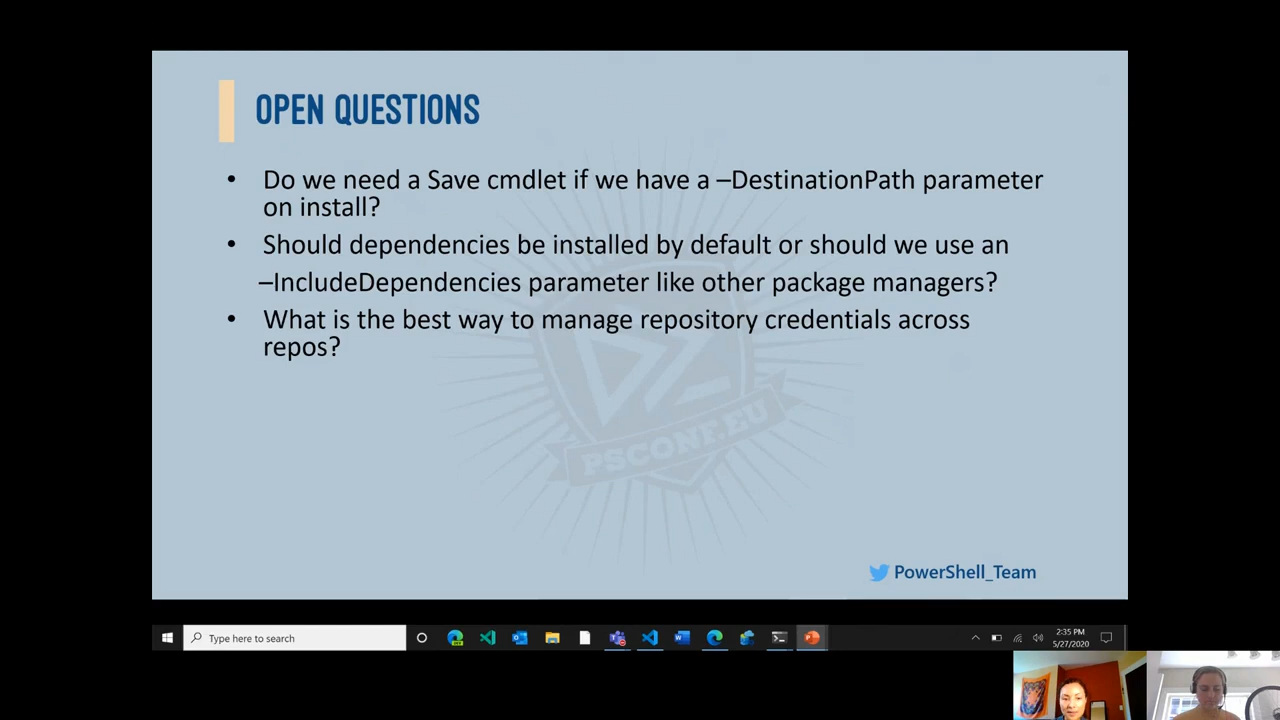 OPEN QUESTIONS
• Do we need a Save cmdlet if we have a –DestinationPath parameter
on install?
• Should dependencies be installed by default or should we use an
–IncludeDependencies parameter like other package managers?
• What is the best way to manage repository credentials across
repos?
PSCONF.EU
PowerShell_Team
Type here to search
2:35 PM
5/27/2020